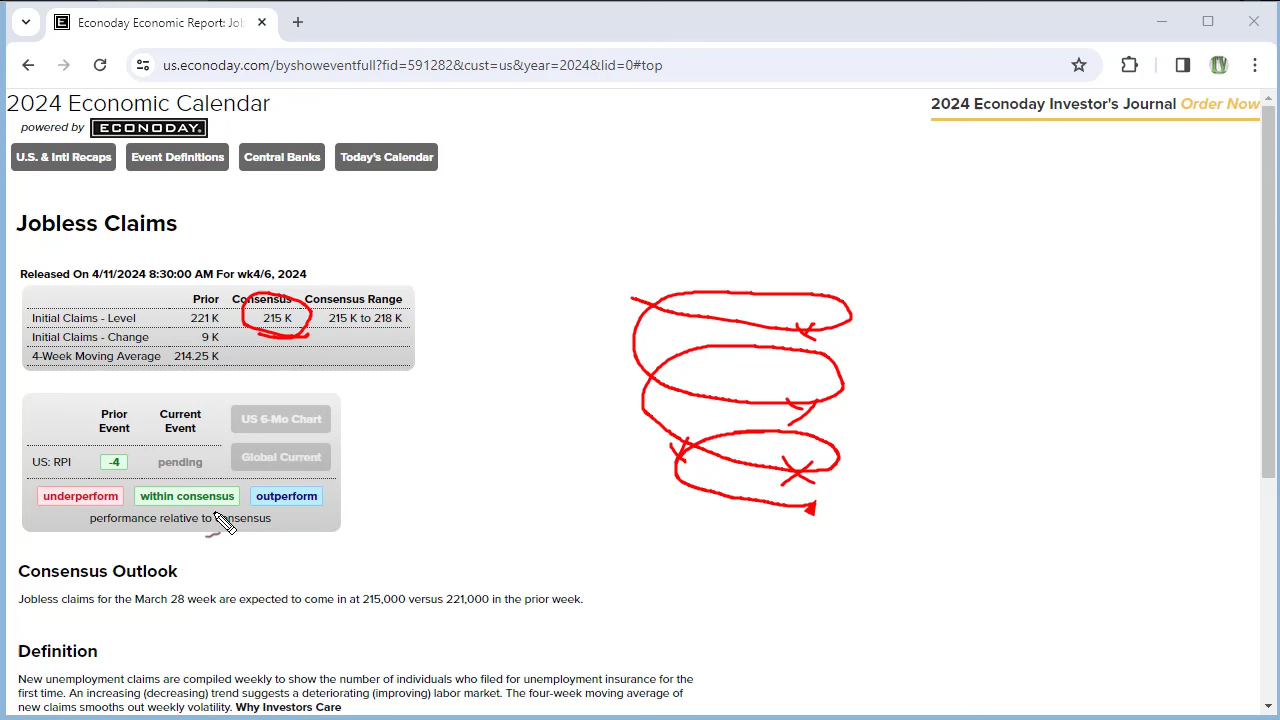 Econoday Economic Report: Job
us.econoday.com/byshoweventfull?fid=591282&cust=us&year=2024&lid=0#top
2024 Economic Calendar
2024 Econoday Investor's Journal Order Now
powered by ECONODAY
U.S. & Intl Recaps Event Definitions Central Banks Today's Calendar
Jobless Claims
Released On 4/11/2024 8:30:00 AM For wk4/6, 2024
Prior Consensus Consensus Range
Initial Claims - Level 221 K 215 K 215 K to 218 K
Initial Claims - Change 9 K
4-Week Moving Average 214.25 K
Prior Event Current Event US 6-Mo Chart
Global Current
US: RPI -4 pending
underperform within consensus outperform
performance relative to consensus
Consensus Outlook
Jobless claims for the March 28 week are expected to come in at 215,000 versus 221,000 in the prior week.
Definition
New unemployment claims are compiled weekly to show the number of individuals who filed for unemployment insurance for the
first time. An increasing (decreasing) trend suggests a deteriorating (improving) labor market. The four-week moving average of
new claims smooths out weekly volatility. Why Investors Care